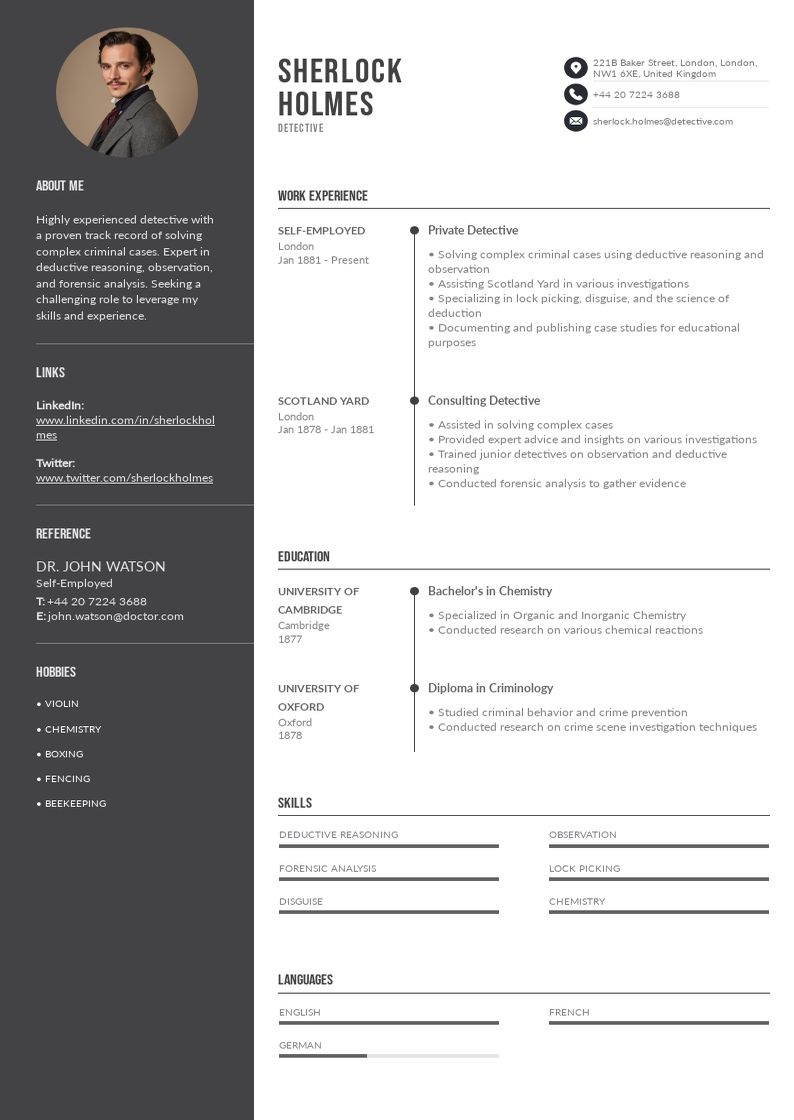 SHERLOCK
HOLMES
DETECTIVE
221B Baker Street, London, London,
NW1 6XE, United Kingdom
+44 20 7224 3688
sherlock.holmes@detective.com
ABOUT ME
Highly experienced detective with
a proven track record of solving
complex criminal cases. Expert in
deductive reasoning, observation,
and forensic analysis. Seeking a
challenging role to leverage my
skills and experience.
LINKS
LinkedIn:
www.linkedin.com/in/sherlockhol
mes
Twitter:
www.twitter.com/sherlockholmes
REFERENCE
DR. JOHN WATSON
Self-Employed
T: +44 20 7224 3688
E: john.watson@doctor.com
HOBBIES
• VIOLIN
• CHEMISTRY
• BOXING
• FENCING
• BEEKEEPING
WORK EXPERIENCE
SELF-EMPLOYED
London
Jan 1881 - Present
Private Detective
• Solving complex criminal cases using deductive reasoning and
observation
• Assisting Scotland Yard in various investigations
• Specializing in lock picking, disguise, and the science of
deduction
• Documenting and publishing case studies for educational
purposes
SCOTLAND YARD
London
Jan 1878 - Jan 1881
Consulting Detective
• Assisted in solving complex cases
• Provided expert advice and insights on various investigations
• Trained junior detectives on observation and deductive
reasoning
• Conducted forensic analysis to gather evidence
EDUCATION
UNIVERSITY OF
CAMBRIDGE
Cambridge
1877
Bachelor's in Chemistry
• Specialized in Organic and Inorganic Chemistry
• Conducted research on various chemical reactions
UNIVERSITY OF
OXFORD
Oxford
1878
Diploma in Criminology
• Studied criminal behavior and crime prevention
• Conducted research on crime scene investigation techniques
SKILLS
DEDUCTIVE REASONING
OBSERVATION
FORENSIC ANALYSIS
LOCK PICKING
DISGUISE
CHEMISTRY
LANGUAGES
ENGLISH
FRENCH
GERMAN